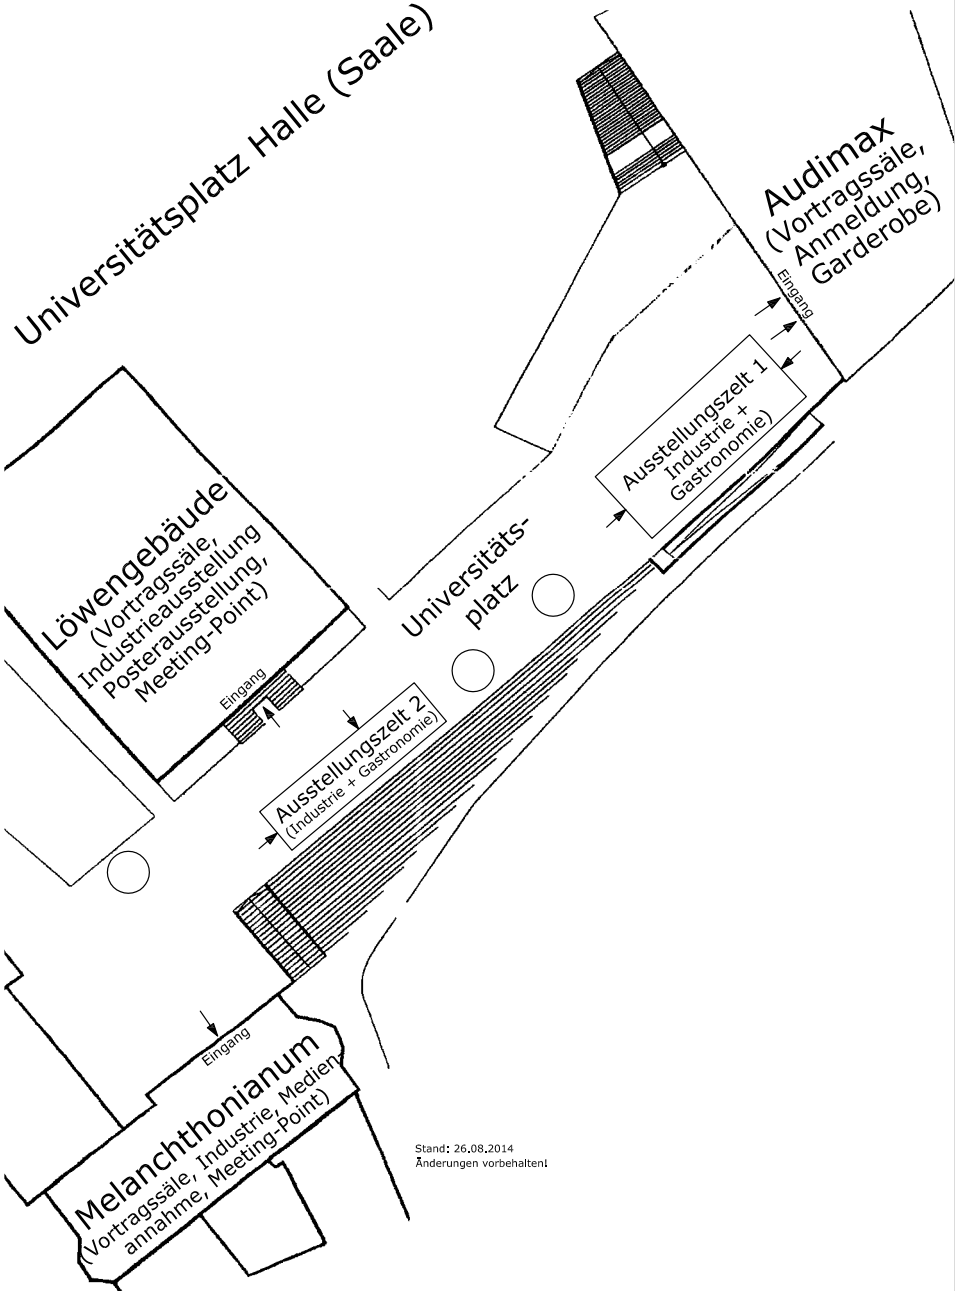 Universitätsplatz Halle (Saale)
Audimax
(Vortragssäle,
Anmeldung,
Garderobe)
Eingang
Ausstellungszelt 1
Industrie +
Gastronomie)
Löwengebäude
(Vortragssäle,
Industrieausstellung
Posterausstellung,
Meeting-Point)
Eingang
Universitäts-
platz
Ausstellungszelt 2
(Industrie + Gastronomie)
Eingang
Melanchthonianum
(Vortragssäle, Industrie, Medien-
annahme, Meeting-Point)
Stand: 26.08.2014
Änderungen vorbehalten!